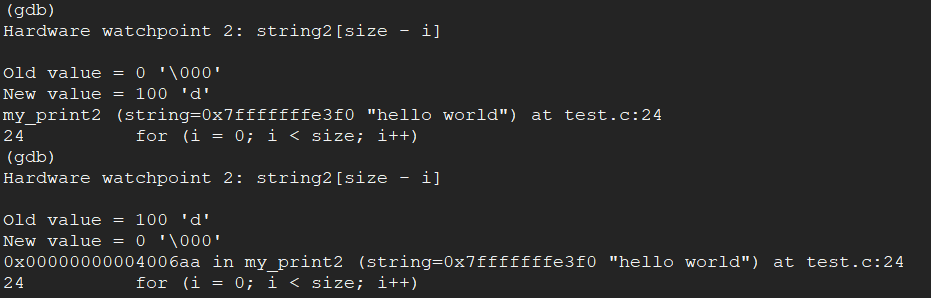 (gdb)
Hardware watchpoint 2: string2[size - i]
Old value = 0 '\000'
New value = 100 'd'
my_print2 (string=0x7fffffffe3f0 "hello world") at test.c:24
24          for (i = 0; i < size; i++)
(gdb)
Hardware watchpoint 2: string2[size - i]
Old value = 100 'd'
New value = 0 '\000'
0x00000000004006aa in my_print2 (string=0x7fffffffe3f0 "hello world") at test.c:24
24          for (i = 0; i < size; i++)